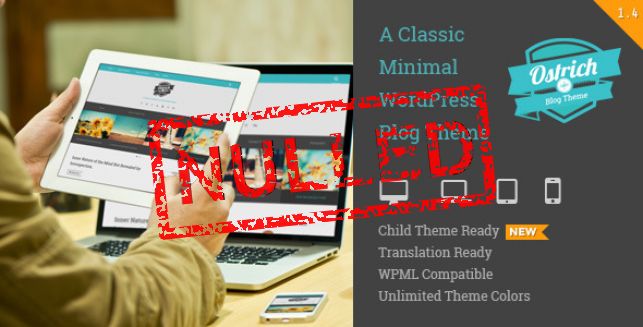 1.4
A Classic
Minimal
WordPress
Blog Theme
Ostrich
Blog Theme
NULLED
Child Theme Ready NEW
Translation Ready
WPML Compatible
Unlimited Theme Colors